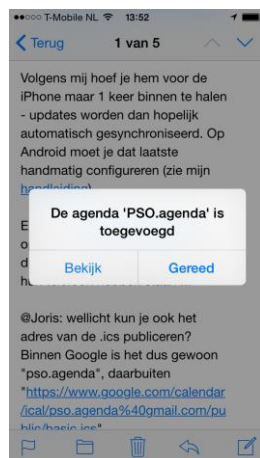 T-Mobile NL 13:52
Terug 1 van 5
Volgens mij hoef je hem voor de
iPhone maar 1 keer binnen te halen
- updates worden dan hopelijk
automatisch gesynchroniseerd. Op
Android moet je dat laatste
handmatig configureren (zie mijn
handleiding)
De agenda 'PSO.agenda' is
toegevoegd
Bekijk Gereed
@Joris: wellicht kun je ook het
adres van de .ics publiceren?
Binnen Google is het dus gewoon
"pso.agenda", daarbuiten
"https://www.google.com/calendar
/ical/pso.agenda%40gmail.com/pu
blic/basic.ics"